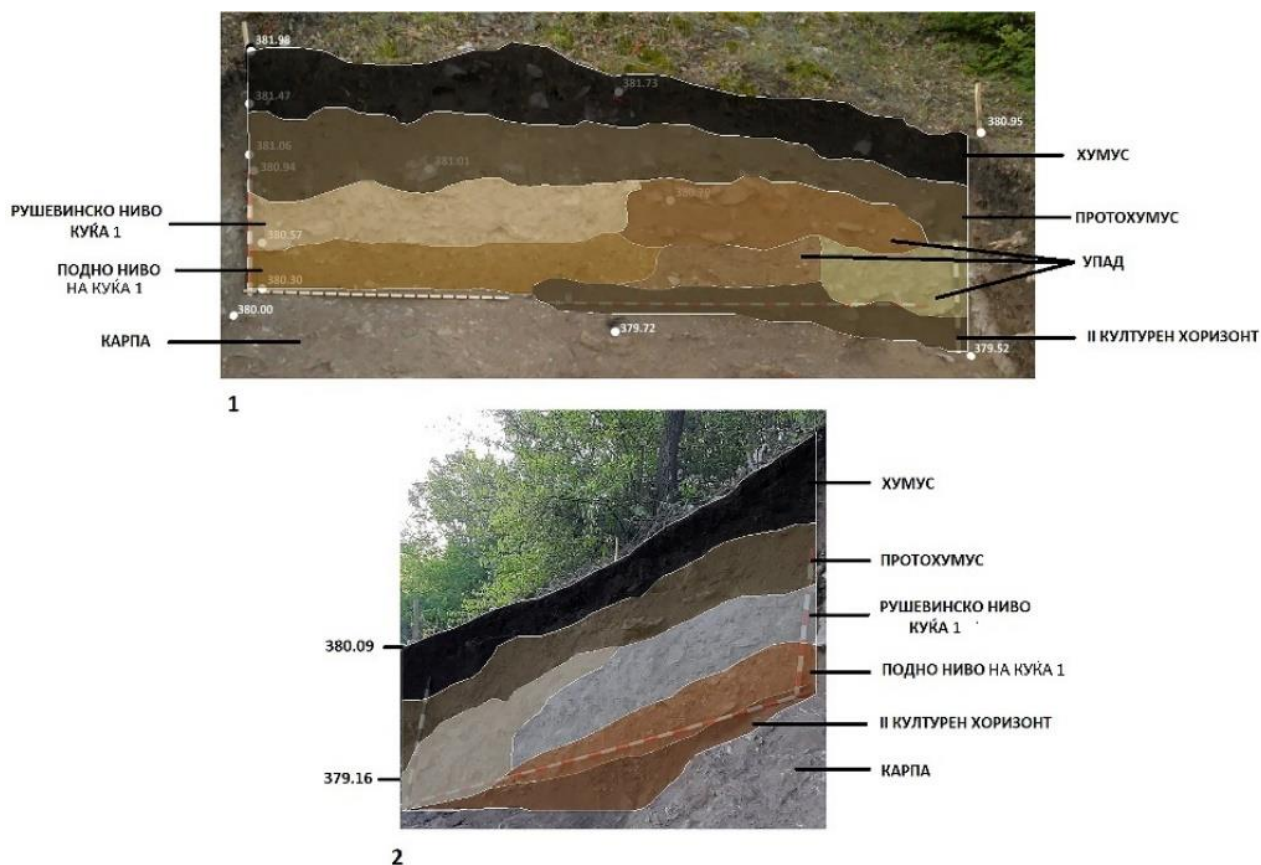 381.98
381.47
381.73
380.95
381.06
380.94
381.01
ХУМУС
380.79
РУШЕВИНСКО НИВО
КУЌА 1
ПРОТОХУМУС
380.57
УПАД
ПОДНО НИВО
НА КУЌА 1
380.30
380.00
379.72
КАРПА
II КУЛТУРЕН ХОРИЗОНТ
379.52
1
ХУМУС
ПРОТОХУМУС
РУШЕВИНСКО НИВО
КУЌА 1
380.09
ПОДНО НИВО НА КУЌА 1
II КУЛТУРЕН ХОРИЗОНТ
КАРПА
379.16
2